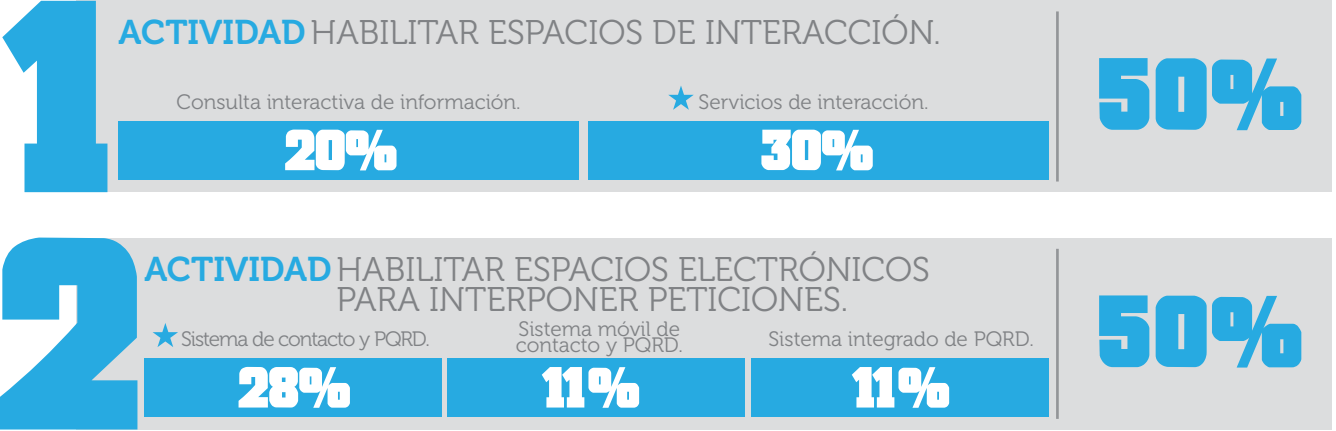 1
ACTIVIDAD HABILITAR ESPACIOS DE INTERACCIÓN.
Consulta interactiva de información.
20%
★ Servicios de interacción.
30%
50%
2
ACTIVIDAD HABILITAR ESPACIOS ELECTRÓNICOS
PARA INTERPONER PETICIONES.
★ Sistema de contacto y PQRD.
28%
Sistema móvil de
contacto y PQRD.
11%
Sistema integrado de PQRD.
11%
50%